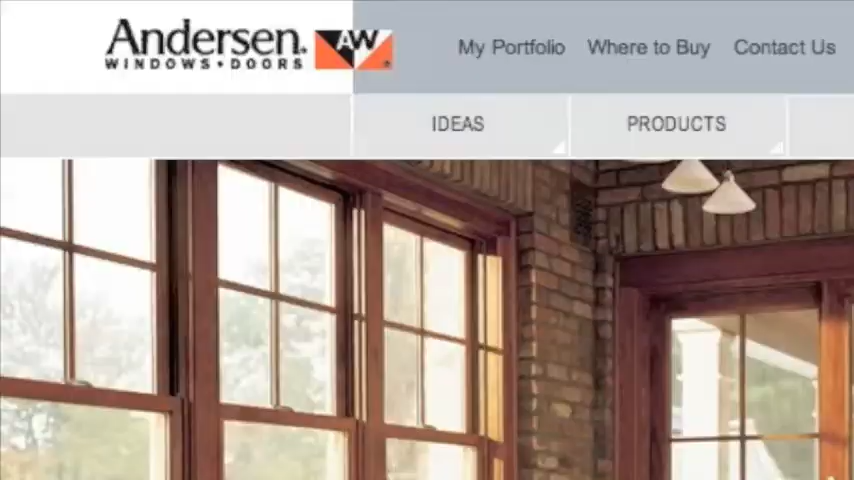 Andersen.
WINDOWS • DOORS
AW
My Portfolio Where to Buy Contact Us
IDEAS PRODUCTS